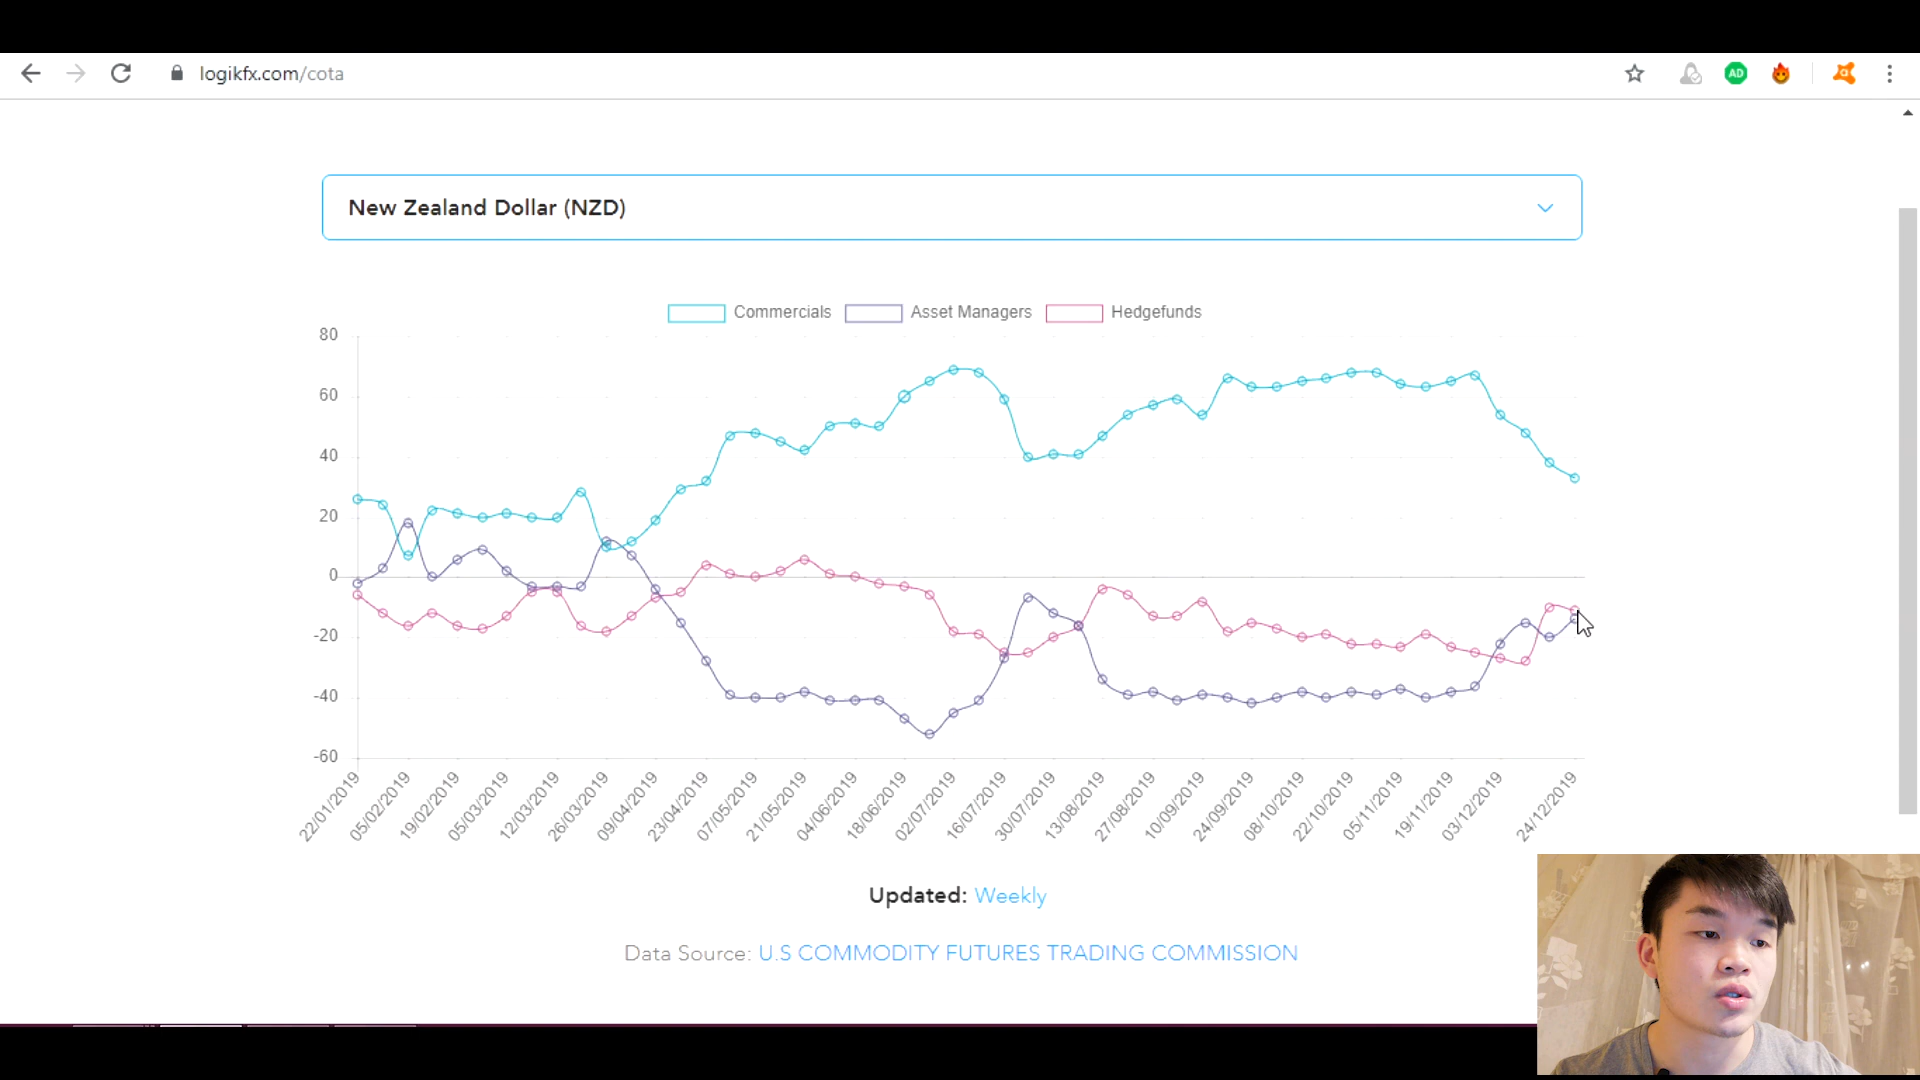 logikfx.com/cota
AD
New Zealand Dollar (NZD)
Commercials Asset Managers Hedgefunds
80
60
40
20
0
-20
-40
-60
22/01/2019 05/02/2019 19/02/2019 05/03/2019 12/03/2019 26/03/2019 09/04/2019 23/04/2019 07/05/2019 21/05/2019 04/06/2019 18/06/2019 02/07/2019 16/07/2019 30/07/2019 13/08/2019 27/08/2019 10/09/2019 24/09/2019 08/10/2019 22/10/2019 05/11/2019 19/11/2019 03/12/2019 24/12/2019
Updated: Weekly
Data Source: U.S COMMODITY FUTURES TRADING COMMISSION